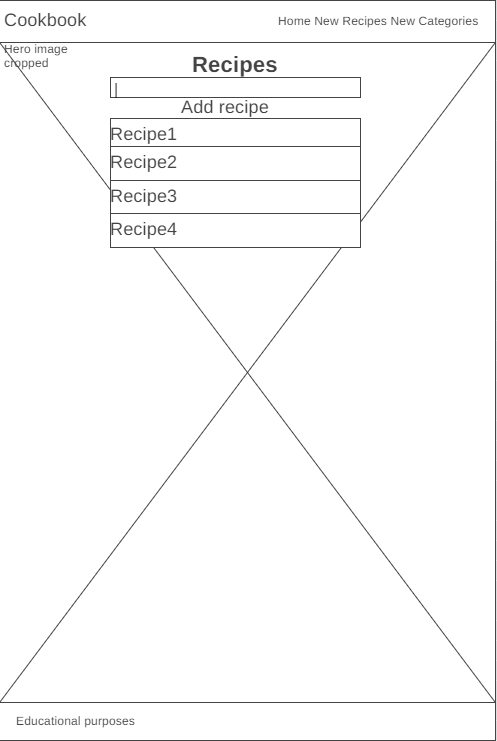 Cookbook
Home New Recipes New Categories
Hero image
cropped
Recipes
Add recipe
Recipe1
Recipe2
Recipe3
Recipe4
Educational purposes